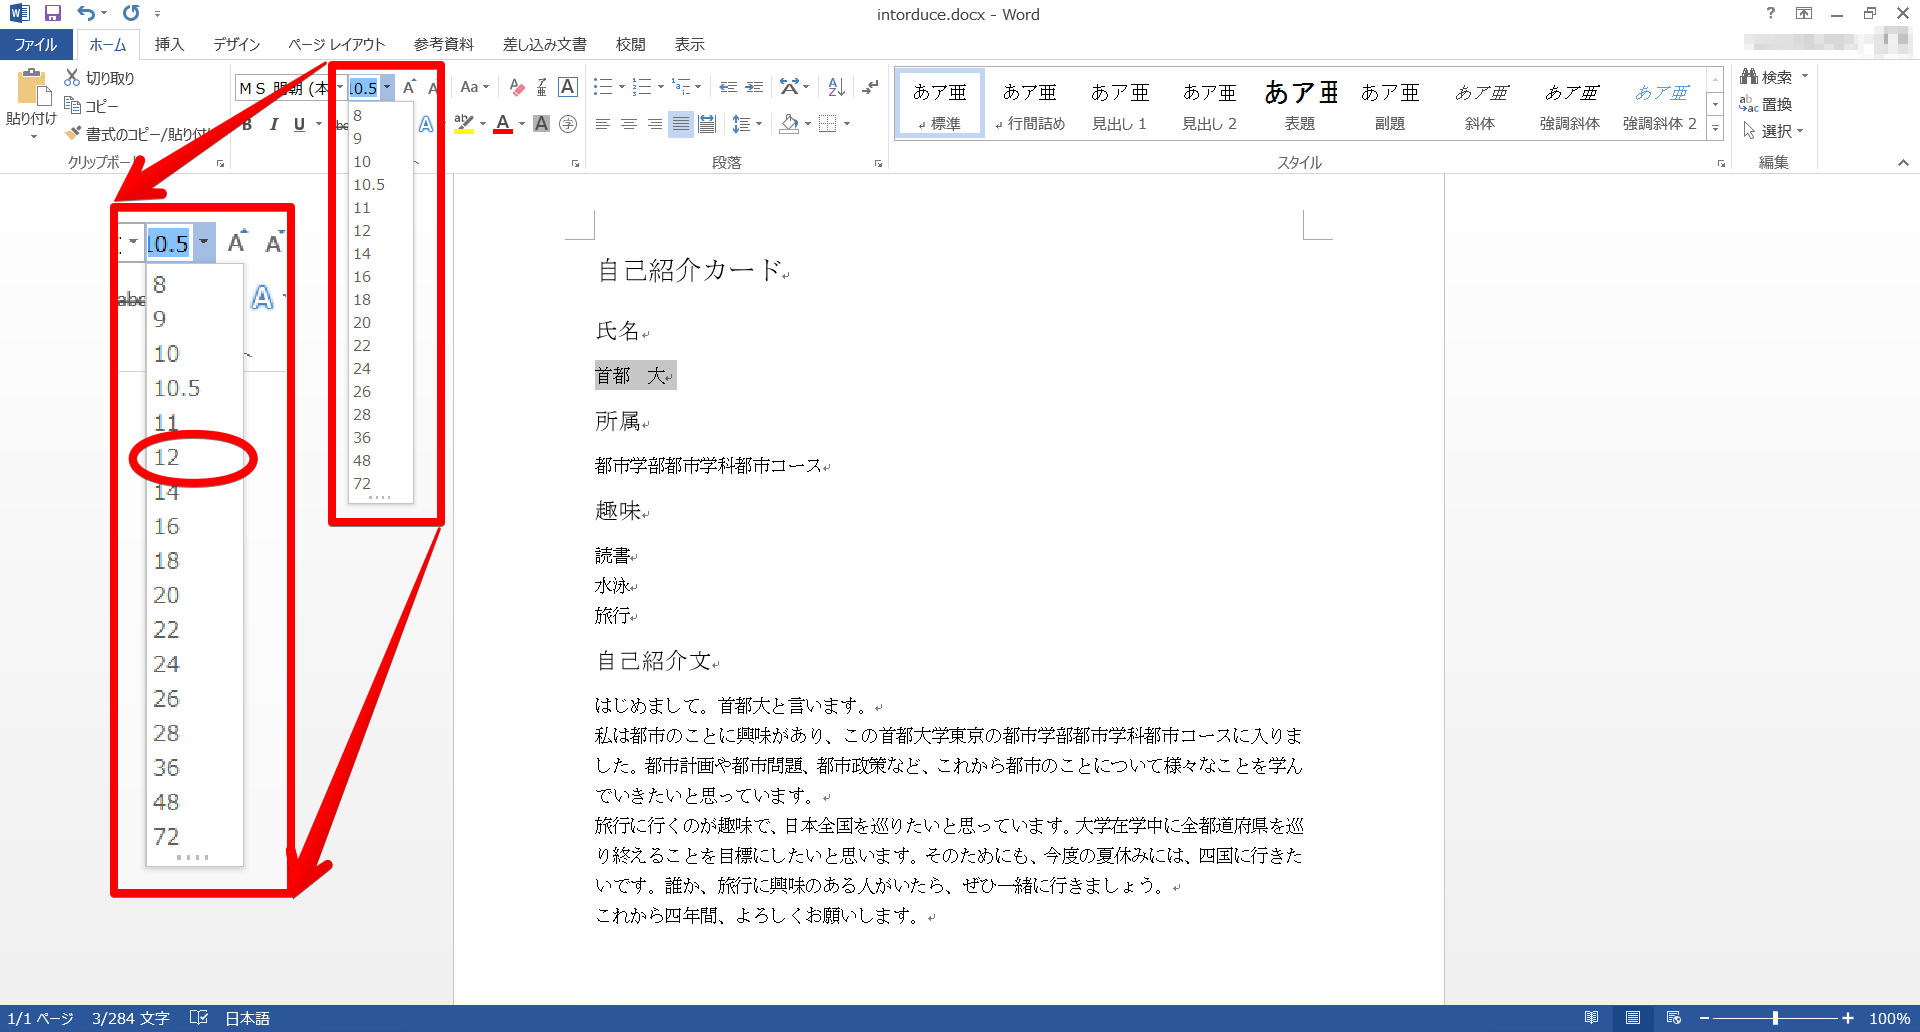 intorduce.docx - Word
ファイル ホーム 挿入 デザイン ページ レイアウト 参考資料 差し込み文書 校閲 表示
貼り付け
切り取り
コピー
書式のコピー/貼り付け
クリップボー
ＭＳ 明朝 (本 10.5
B I U abc
Aa
A
字
段落
8
9
10
10.5
11
12
14
16
18
20
22
24
26
28
36
48
72
あア亜 標準
あア亜 行間詰め
あア亜 見出し 1
あア亜 見出し 2
あア亜 表題
あア亜 副題
あア亜 斜体
あア亜 強調斜体
あア亜 強調斜体 2
スタイル
検索
置換
選択
編集
10.5
abc
A
8
9
10
10.5
11
12
14
16
18
20
22
24
26
28
36
48
72
自己紹介カード
氏名
首都　大
所属
都市学部都市学科都市コース
趣味
読書
水泳
旅行
自己紹介文
はじめまして。首都大と言います。
私は都市のことに興味があり、この首都大学東京の都市学部都市学科都市コースに入りま
した。都市計画や都市問題、都市政策など、これから都市のことについて様々なことを学ん
でいきたいと思っています。
旅行に行くのが趣味で、日本全国を巡りたいと思っています。大学在学中に全都道府県を巡
り終えることを目標にしたいと思います。そのためにも、今度の夏休みには、四国に行きた
いです。誰か、旅行に興味のある人がいたら、ぜひ一緒に行きましょう。
これから四年間、よろしくお願いします。
1/1 ページ 3/284 文字 日本語 100%